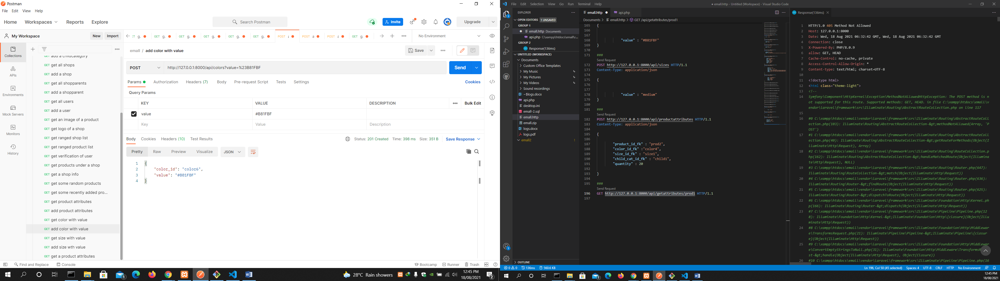 Postman
File Edit View Help
Home Workspaces Reports Explore
Search Postman
Invite
Upgrade
My Workspace
New Import
No Environment
GET g.
GET g.
GET g.
GET g.
GET g.
POST
POST a
POST
GET g.
emall / add color with value
Save
POST
http://127.0.0.1:8000/api/colors?value=%23B81FBF
Send
Params Authorization Headers (7) Body Pre-request Script Tests Settings
Cookies
Query Params
KEY VALUE DESCRIPTION Bulk Edit
value #B81FBF
Key Value Description
Body Cookies Headers (10) Test Results
Status: 201 Created Time: 398 ms Size: 351 B Save Response
Pretty Raw Preview Visualize JSON
1 {
2 "color_id": "color6",
3 "value": "#B81FBF"
4 }
Collections
APIs
Environments
Mock Servers
Monitors
History
GET add a childcategory
GET get all shops
GET add a shop
GET get all shopparents
GET add a shopparent
GET get all users
GET add a user
GET get an image of a product
GET get logo of a shop
GET get ranged shop list
GET get ranged product list
GET get verification of user
GET get products under a shop
GET get a shop info
GET get some random products
GET get some recently added pro...
GET get product attributes
GET add product attributes
GET get color with value
GET add color with value
GET get size with value
GET add size wth value
GET get a product attributes
Find and Replace Console
Bootcamp Runner Trash
28°C Rain showers
12:45 PM
18/08/2021
File Edit Selection View Go Run Terminal Help
● emall.http - Untitled (Workspace) - Visual Studio Code
EXPLORER
OPEN EDITORS 1 UNSAVED
GROUP 1
emall.http Documents
api.php C:\xampp\htdocs\emall\r...
GROUP 2
Response(136ms)
UNTITLED (WORKSPACE)
Documents
Custom Office Templates
My Music
My Pictures
My Videos
Sound recordings
~$logs.docx
api.php
desktop.ini
emall-2.sql
emall.http
emall.zip
logs.docx
logs.pdf
emall2
OUTLINE
emall.http api.php
Documents > emall.http > GET /api/getattributes/prod1
165 {
166
167
168 "value" : "#B81FBF"
169 }
170
171 ###
Send Request
172 POST http://127.0.0.1:8000/api/sizes HTTP/1.1
173 Content-Type: application/json
174
175 {
176
177
178 "value" : "medium"
179 }
180
181 ###
Send Request
182 POST http://127.0.0.1:8000/api/productattributes HTTP/1.1
183 Content-Type: application/json
184
185 {
186
187 "product_id_fk" : "prod2",
188 "color_id_fk" :"color4",
189 "size_id_fk" : "size1",
190 "child_cat_id_fk" : "child1",
191 "quantity" : 20
192
193 }
194
195 ###
Send Request
196 GET http://127.0.0.1:8000/api/getattributes/prod1 HTTP/1.1
197
Response(136ms)
1 HTTP/1.0 405 Method Not Allowed
2 Host: 127.0.0.1:8000
3 Date: Wed, 18 Aug 2021 06:32:42 GMT, Wed, 18 Aug 2021 06:32:42 GMT
4 Connection: close
5 X-Powered-By: PHP/8.0.9
6 allow: GET, HEAD
7 Cache-Control: no-cache, private
8 Access-Control-Allow-Origin: *
9 Content-type: text/html; charset=UTF-8
10
11 <!doctype html>
12 <html class="theme-light">
13 <!--
14 Symfony\Component\HttpKernel\Exception\MethodNotAllowedHttpException: The POST method is n
ot supported for this route. Supported methods: GET, HEAD. in file C:\xampp\htdocs\emall\v
endor\laravel\framework\src\Illuminate\Routing\AbstractRouteCollection.php on line 117
15
16 #0 C:\xampp\htdocs\emall\vendor\laravel\framework\src\Illuminate\Routing\AbstractRouteColl
ection.php(103): Illuminate\Routing\AbstractRouteCollection-&gt;methodNotAllowed(Array, 'P
OST')
17 #1 C:\xampp\htdocs\emall\vendor\laravel\framework\src\Illuminate\Routing\AbstractRouteColl
ection.php(40): Illuminate\Routing\AbstractRouteCollection-&gt;getRouteForMethods(Object(I
lluminate\Http\Request), Array)
18 #2 C:\xampp\htdocs\emall\vendor\laravel\framework\src\Illuminate\Routing\RouteCollection.p
hp(162): Illuminate\Routing\AbstractRouteCollection-&gt;handleMatchedRoute(Object(Illumina
te\Http\Request), NULL)
19 #3 C:\xampp\htdocs\emall\vendor\laravel\framework\src\Illuminate\Routing\Router.php(647):
Illuminate\Routing\RouteCollection-&gt;match(Object(Illuminate\Http\Request))
20 #4 C:\xampp\htdocs\emall\vendor\laravel\framework\src\Illuminate\Routing\Router.php(636):
Illuminate\Routing\Router-&gt;findRoute(Object(Illuminate\Http\Request))
21 #5 C:\xampp\htdocs\emall\vendor\laravel\framework\src\Illuminate\Routing\Router.php(625):
Illuminate\Routing\Router-&gt;dispatchToRoute(Object(Illuminate\Http\Request))
22 #6 C:\xampp\htdocs\emall\vendor\laravel\framework\src\Illuminate\Foundation\Http\Kernel.ph
p(166): Illuminate\Routing\Router-&gt;dispatch(Object(Illuminate\Http\Request))
23 #7 C:\xampp\htdocs\emall\vendor\laravel\framework\src\Illuminate\Pipeline\Pipeline.php(12
8): Illuminate\Foundation\Http\Kernel-&gt;Illuminate\Foundation\Http\{closure}(Object(Illu
minate\Http\Request))
24 #8 C:\xampp\htdocs\emall\vendor\laravel\framework\src\Illuminate\Foundation\Http\Middlewar
e\TransformsRequest.php(21): Illuminate\Pipeline\Pipeline-&gt;Illuminate\Pipeline\{closur
e}(Object(Illuminate\Http\Request))
25 #9 C:\xampp\htdocs\emall\vendor\laravel\framework\src\Illuminate\Foundation\Http\Middlewar
e\ConvertEmptyStringsToNull.php(31): Illuminate\Foundation\Http\Middleware\TransformsR
st-&gt;handle(Object(Illuminate\Http\Request), Object(Closure))
26 #10 C:\xampp\htdocs\emall\vendor\laravel\framework\src\Illuminate\Pipeline\Pipeline.php(16
0 0 136ms 560.6 KB
Ln 196, Col 50 (45 selected) Spaces: 4 UTF-8 CRLF HTTP No Environment
12:45 PM
18/08/2021